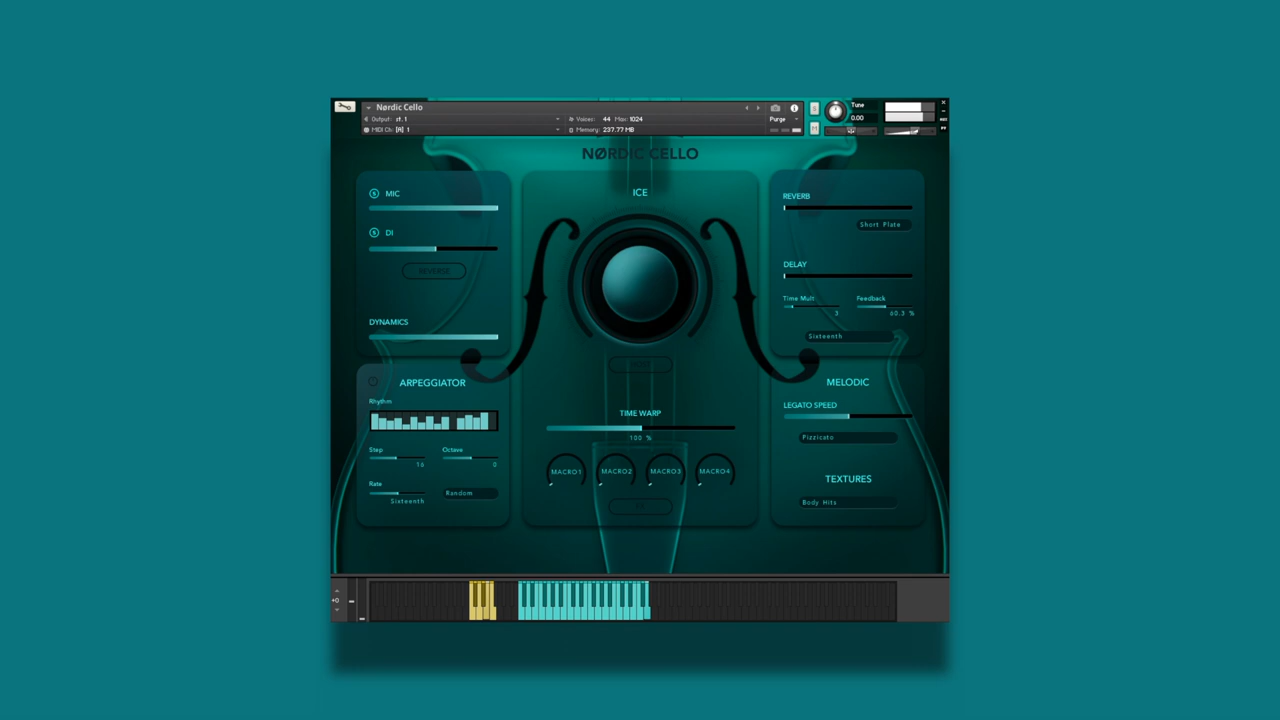 Nørdic Cello
Output: st.1
Voices: 44 Max: 1024
Purge
MIDI Ch: [A] 1
Memory: 237.77 MB
S
M
Tune
0.00
NØRDIC CELLO
S MIC
S DI
REVERSE
DYNAMICS
ICE
REVERB
Short Plate
DELAY
Time Mult
3
Feedback
60.3 %
Sixteenth
ARPEGGIATOR
Rhythm
Step
16
Octave
0
Rate
Sixteenth
Random
TIME WARP
100 %
MACRO1
MACRO2
MACRO3
MACRO4
MELODIC
LEGATO SPEED
Pizzicato
TEXTURES
Body Hits
+0